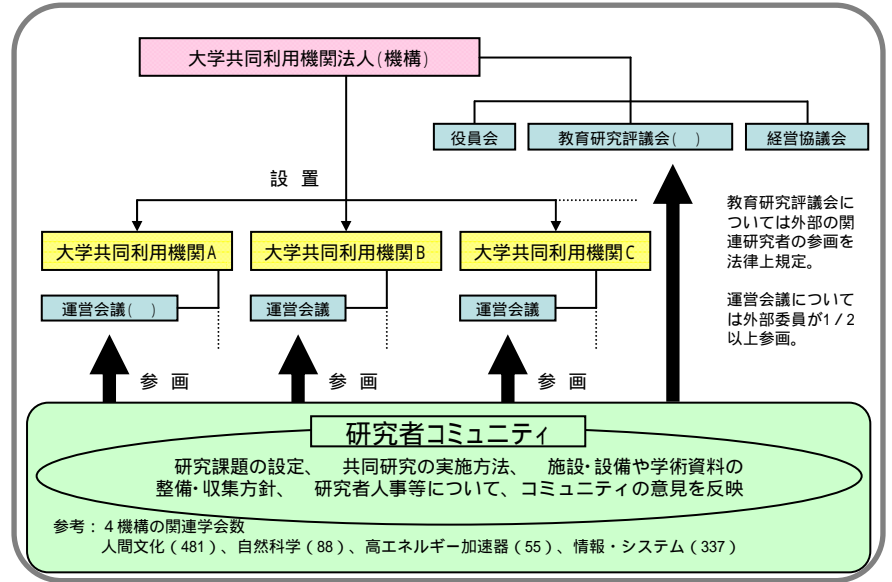 大学共同利用機関法人(機構)
役員会
教育研究評議会(　)
経営協議会
設 置
教育研究評議会に
ついては外部の関
連研究者の参画を
法律上規定。
運営会議について
は外部委員が1/2
以上参画。
大学共同利用機関A
大学共同利用機関B
大学共同利用機関C
運営会議(　)
運営会議
運営会議
参 画
参 画
参 画
研究者コミュニティ
研究課題の設定、 共同研究の実施方法、 施設・設備や学術資料の
整備・収集方針、 研究者人事等について、コミュニティの意見を反映
参考：４機構の関連学会数
人間文化（481）、自然科学（88）、高エネルギー加速器（55）、情報・システム（337）